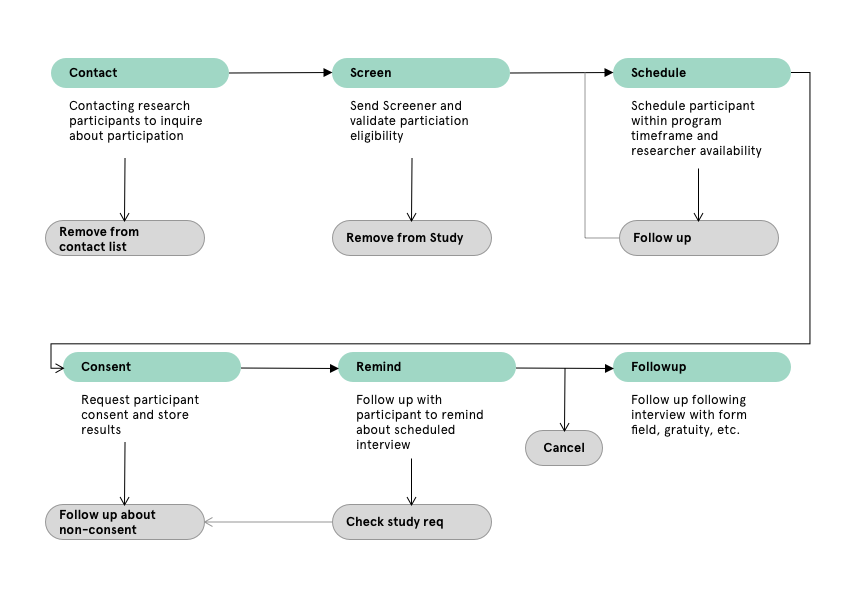 Contact
Contacting research
participants to inquire
about participation
Remove from
contact list
Screen
Send Screener and
validate particiation
eligibility
Remove from Study
Schedule
Schedule participant
within program
timeframe and
researcher availability
Follow up
Consent
Request participant
consent and store
results
Follow up about
non-consent
Remind
Follow up with
participant to remind
about scheduled
interview
Check study req
Cancel
Followup
Follow up following
interview with form
field, gratuity, etc.